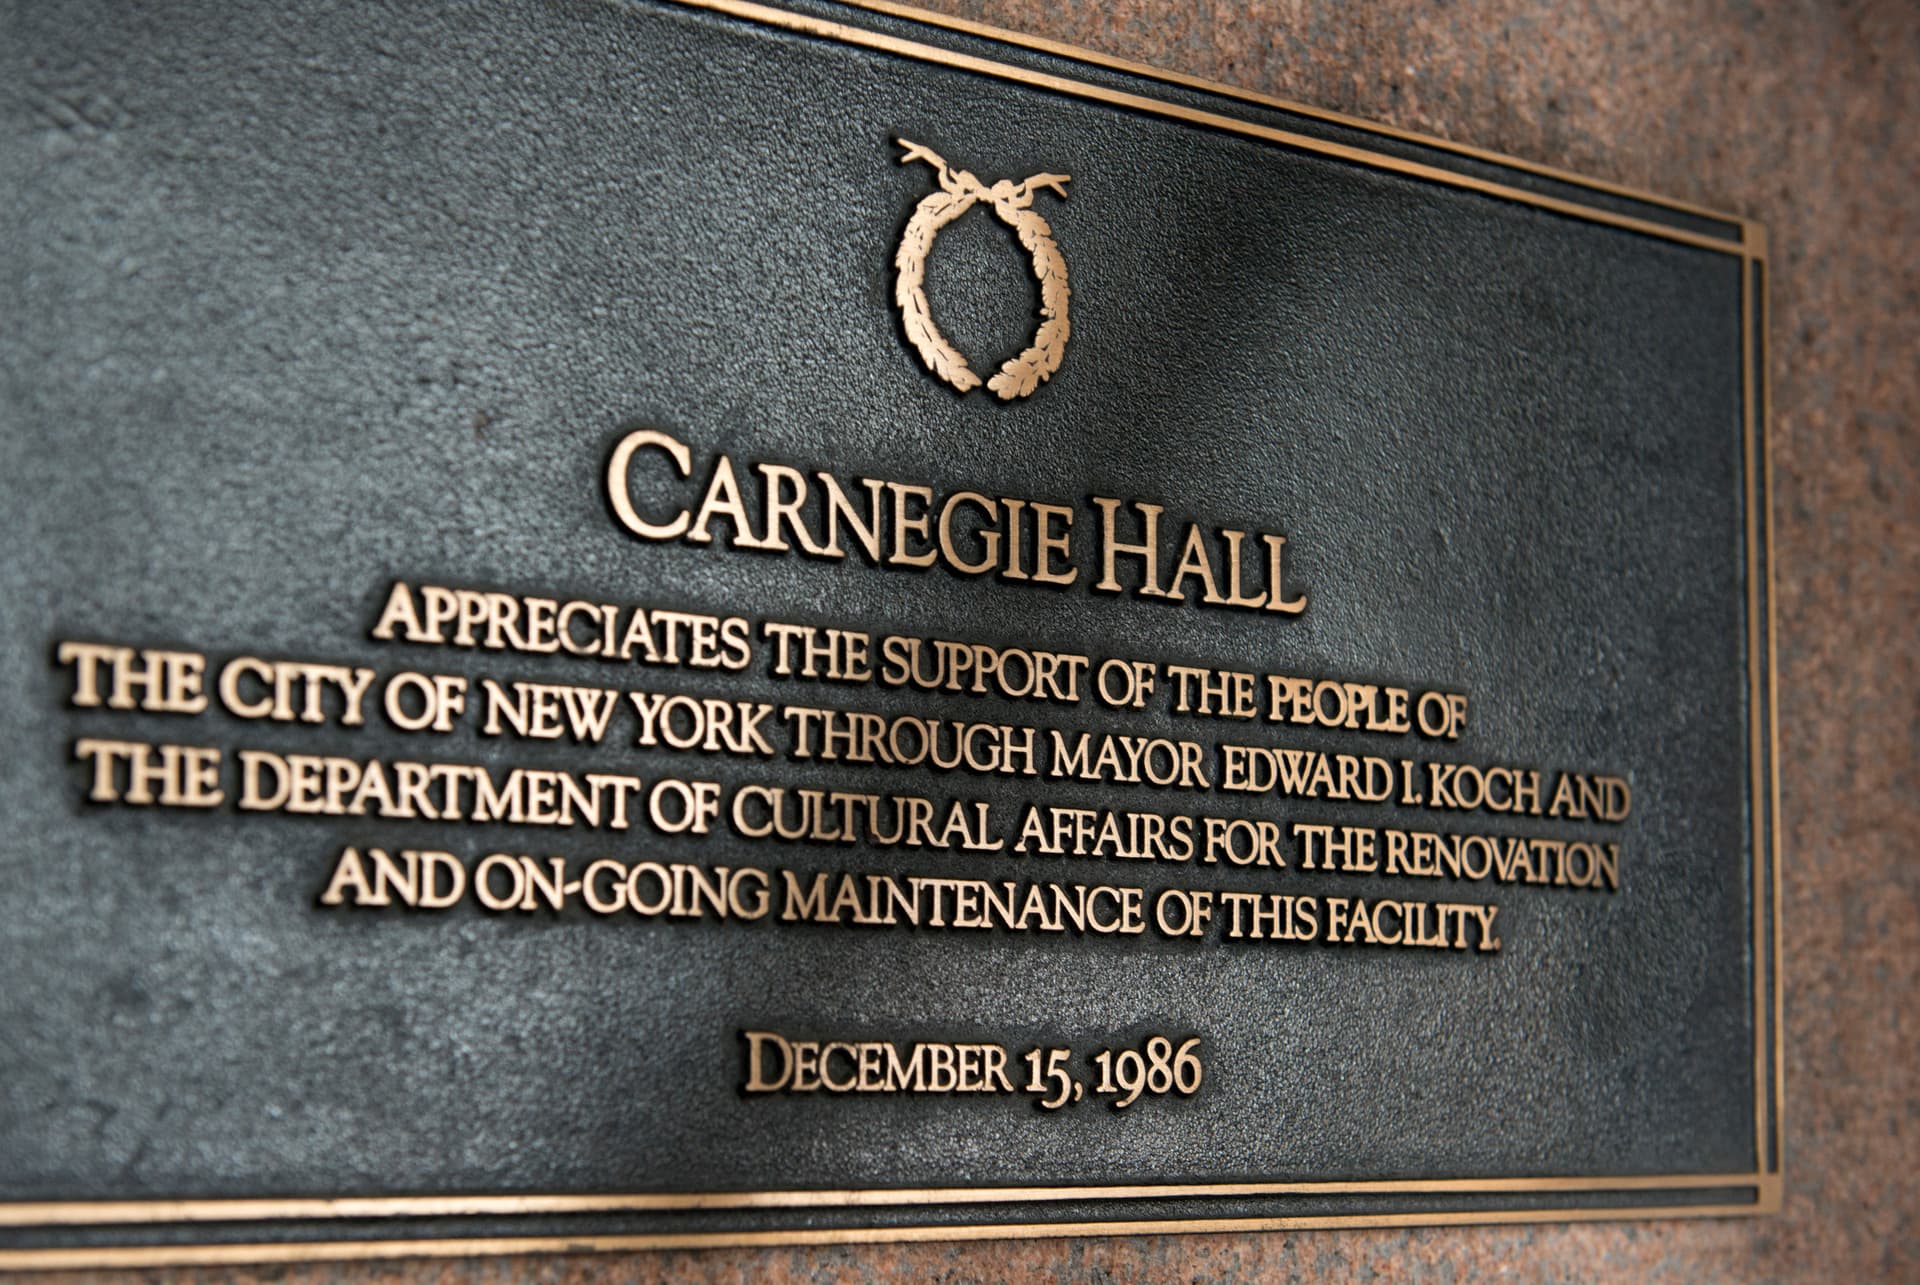 CARNEGIE HALL
APPRECIATES THE SUPPORT OF THE PEOPLE OF
THE CITY OF NEW YORK THROUGH MAYOR EDWARD I. KOCH AND
THE DEPARTMENT OF CULTURAL AFFAIRS FOR THE RENOVATION
AND ON-GOING MAINTENANCE OF THIS FACILITY.
DECEMBER 15, 1986